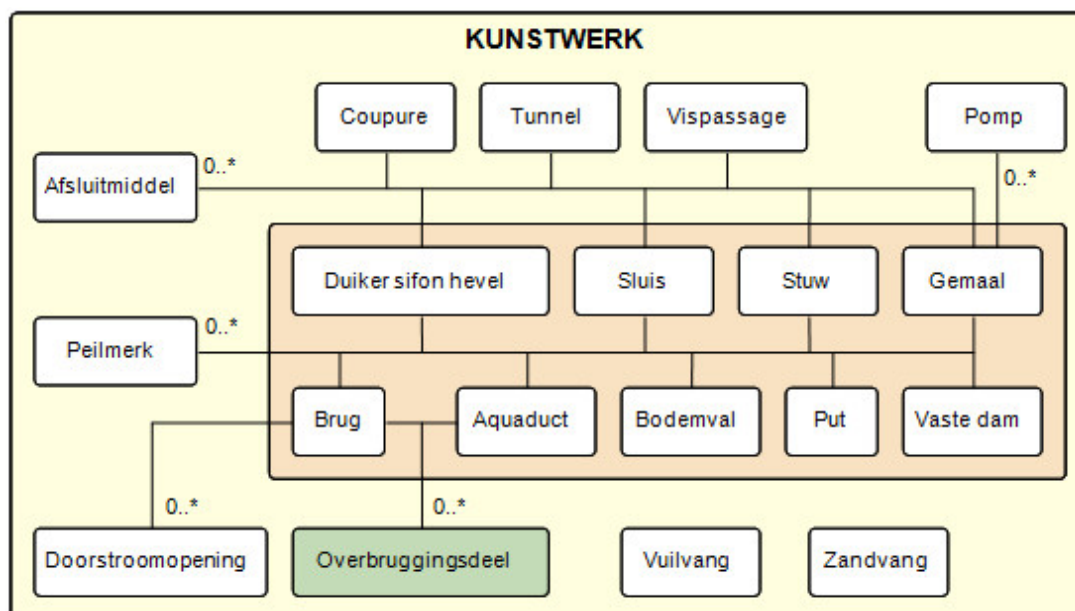 KUNSTWERK
Coupure
Tunnel
Vispassage
Pomp
Afsluitmiddel
0..*
0..*
Duiker sifon hevel
Sluis
Stuw
Gemaal
Peilmerk
0..*
Brug
Aquaduct
Bodemval
Put
Vaste dam
0..*
0..*
Doorstroomopening
Overbruggingsdeel
Vuilvang
Zandvang